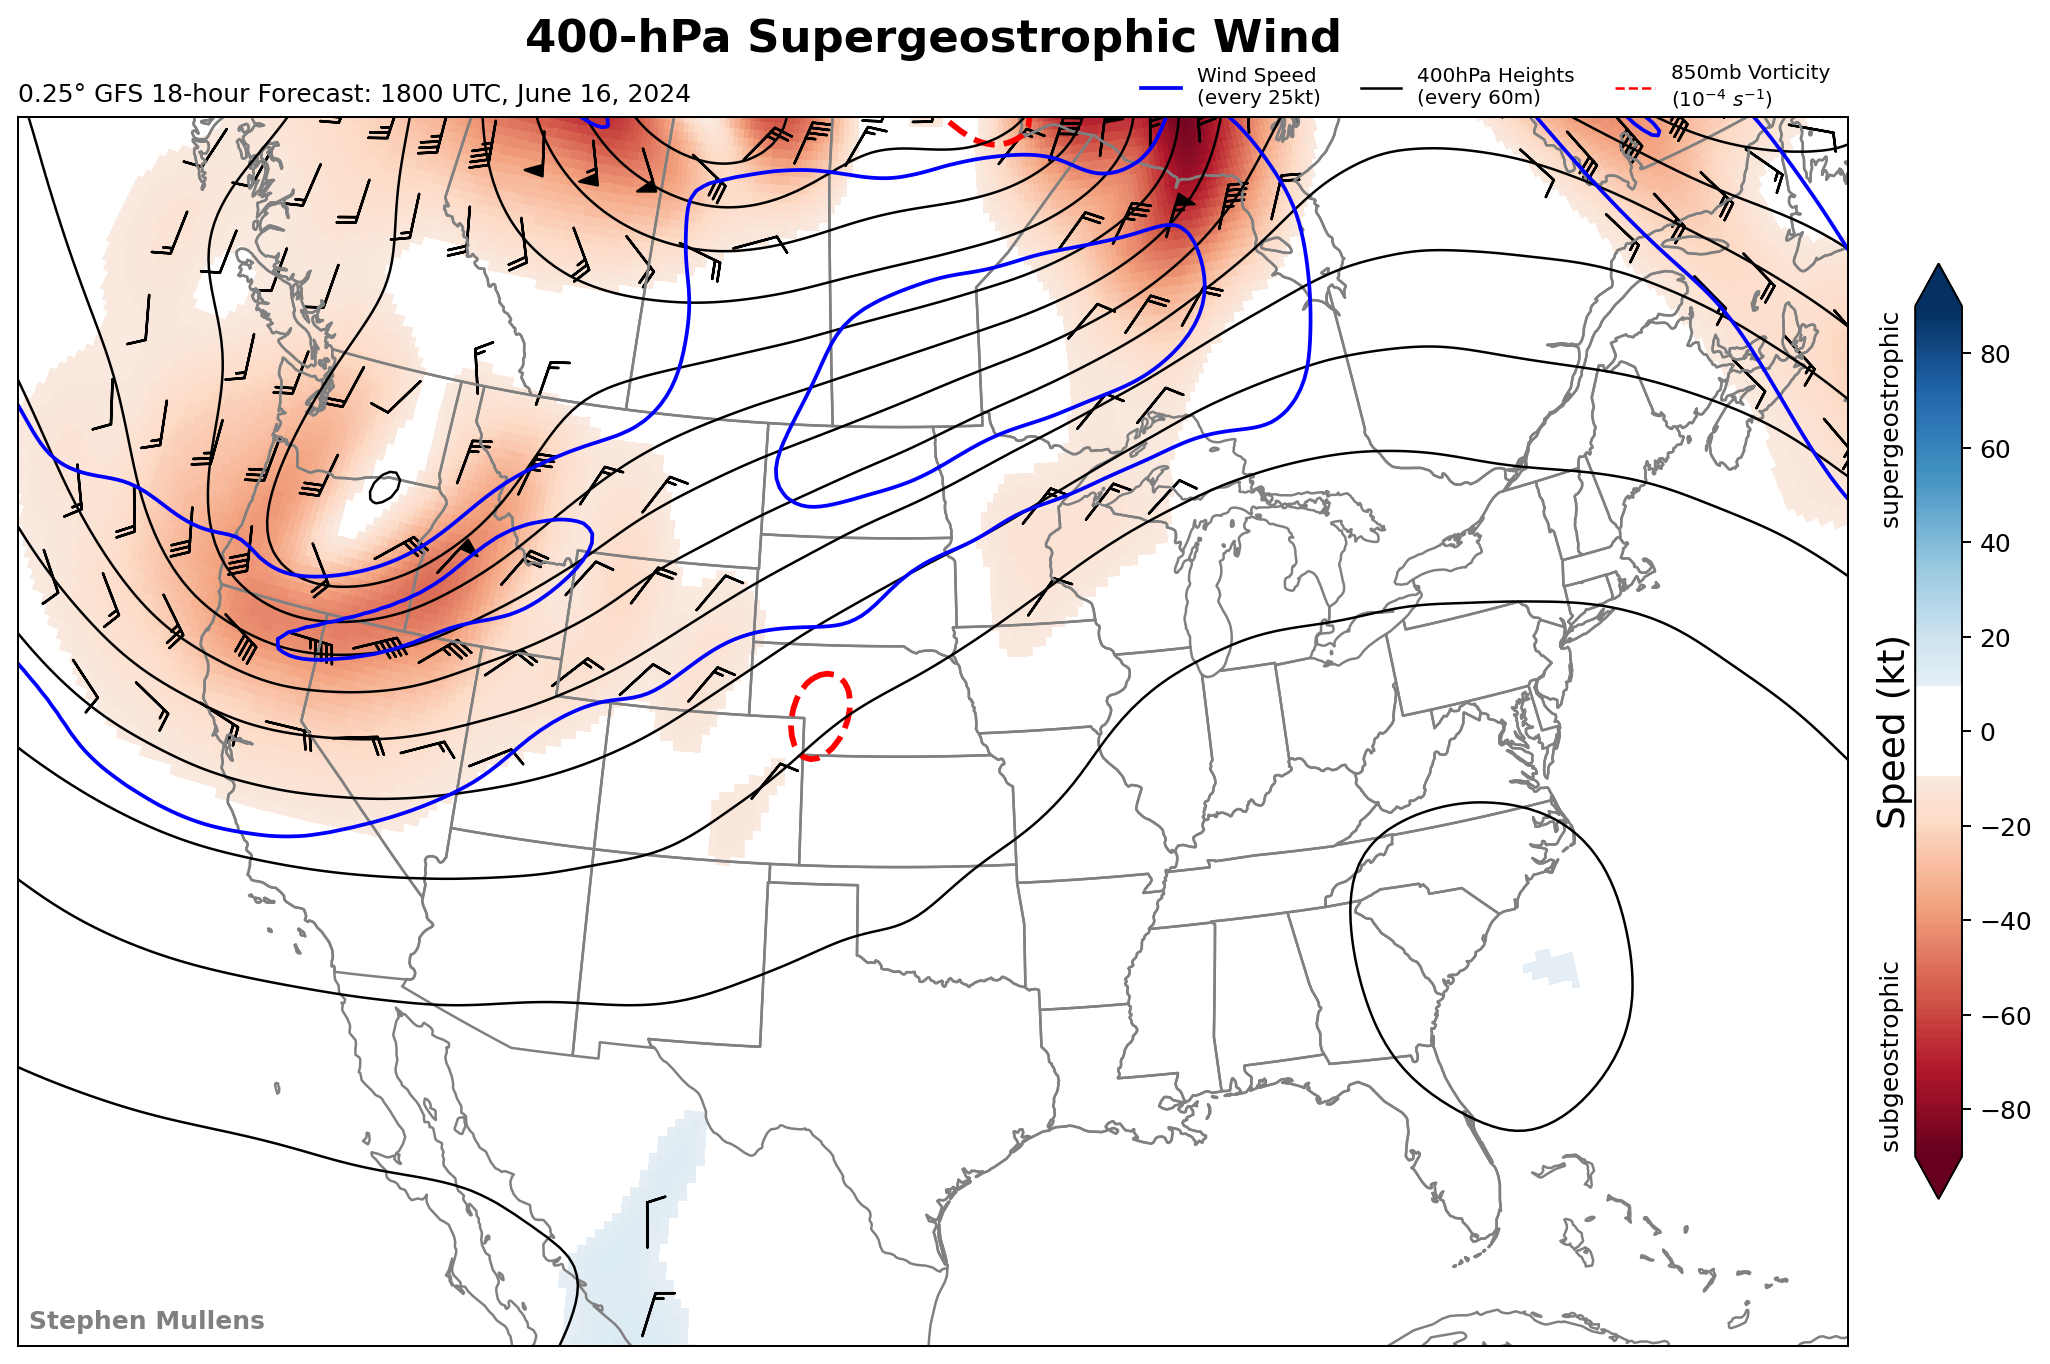 400-hPa Supergeostrophic Wind
0.25° GFS 18-hour Forecast: 1800 UTC, June 16, 2024
Wind Speed
(every 25kt)
400hPa Heights
(every 60m)
850mb Vorticity
(10⁻⁴ s⁻¹)
supergeostrophic
Speed (kt)
subgeostrophic
80
60
40
20
0
−20
−40
−60
−80
Stephen Mullens